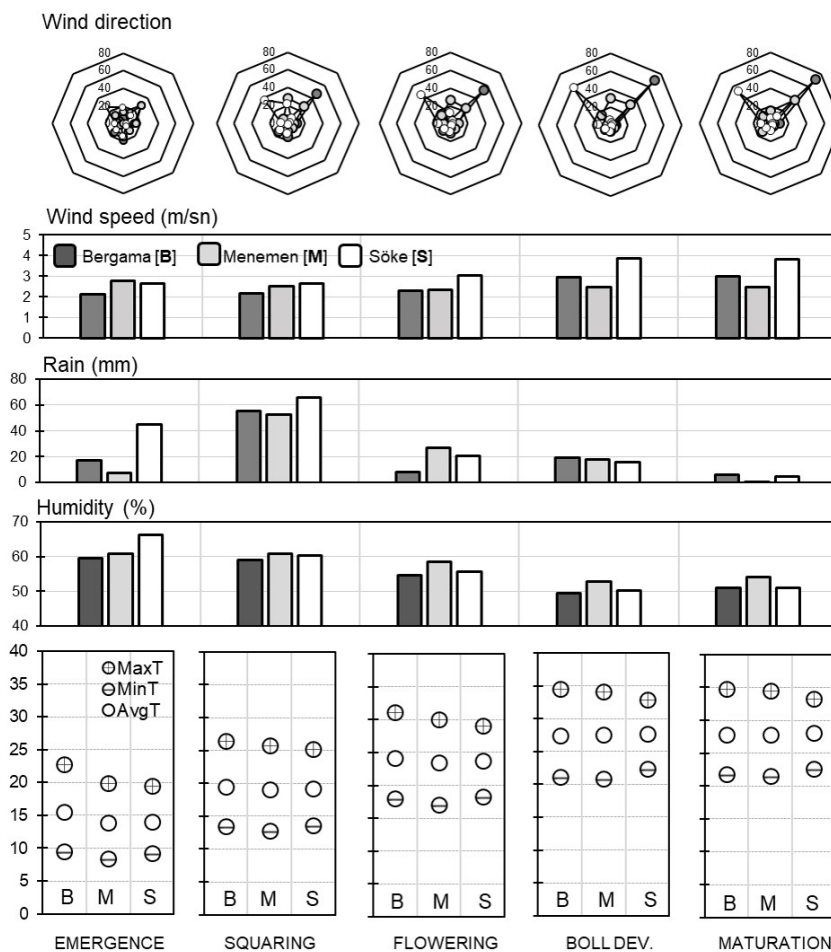 Wind direction
80 80 80 80 80
60 60 60 60 60
40 40 40 40 40
20 20 20 20 20
Wind speed (m/sn)
5
Bergama [B] Menemen [M] Söke [S]
4
3
2
1
0
Rain (mm)
80
60
40
20
0
Humidity (%)
70
60
50
40
40
MaxT
35
MinT
AvgT
30
25
20
15
10
5
B M S B M S B M S B M S B M S
0
EMERGENCE SQUARING FLOWERING BOLL DEV. MATURATION